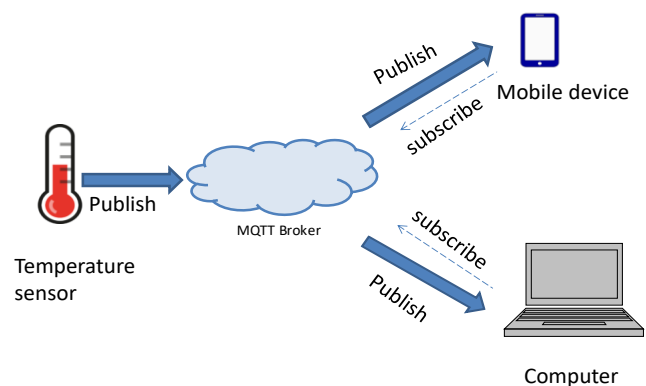 Publish
subscribe
Mobile device
Publish
MQTT Broker
Temperature
sensor
subscribe
Publish
Computer